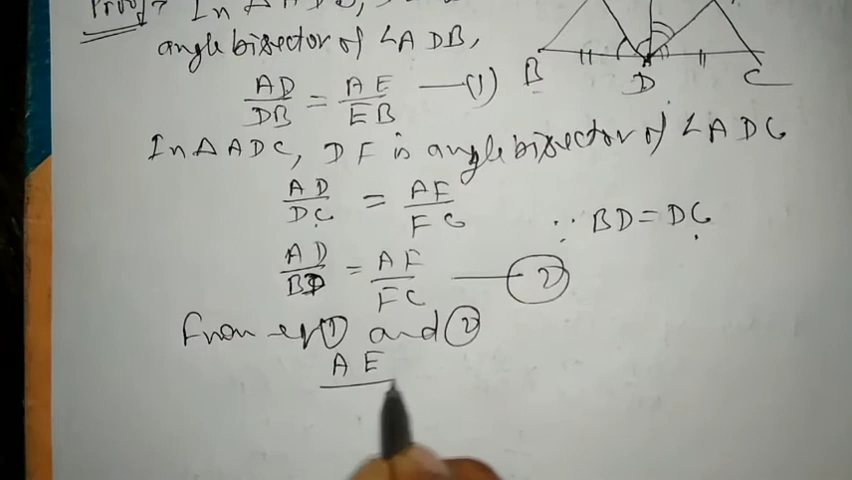 Proof: In △ADB,
angle bisector of ∠ADB,
AD/DB = AE/EB —(1)
B D C
In △ADC, DF is angle bisector of ∠ADC
AD/DC = AF/FC ∵ BD = DC
AD/BD = AF/FC — (2)
From eq (1) and (2)
AE